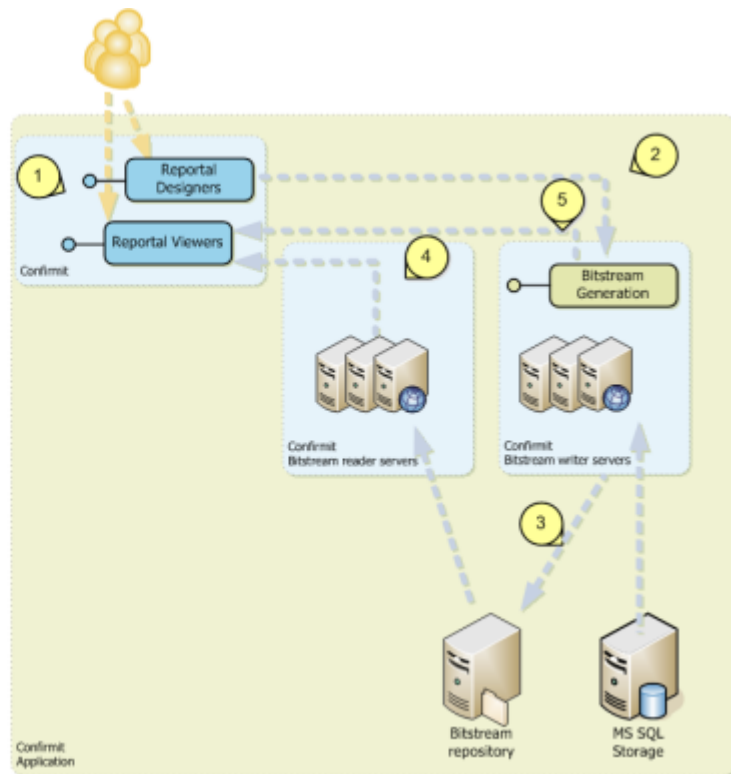 1
Reportal
Designers
2
5
Reportal Viewers
Confirmit
4
Bitstream
Generation
Confirmit
Bitstream reader servers
Confirmit
Bitstream writer servers
3
Bitstream
repository
MS SQL
Storage
Confirmit
Application